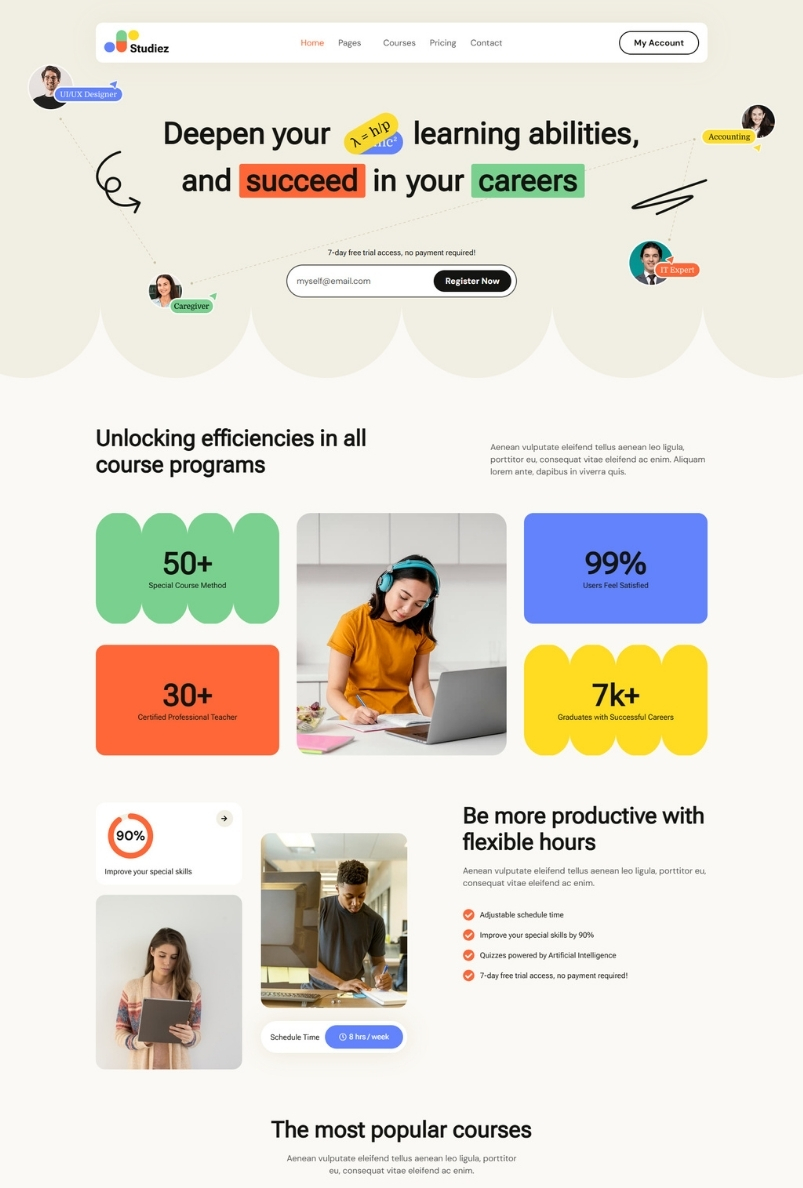 Studiez
Home Pages Courses Pricing Contact
My Account
UI/UX Designer
Accounting
Deepen your λ = h/p learning abilities,
and succeed in your careers
IT Expert
Caregiver
7-day free trial access, no payment required!
myself@email.com Register Now
Unlocking efficiencies in all
course programs
Aenean vulputate eleifend tellus aenean leo ligula,
porttitor eu, consequat vitae eleifend ac enim. Aliquam
lorem ante, dapibus in viverra quis.
50+
Special Course Method
99%
Users Feel Satisfied
30+
Certified Professional Teacher
7k+
Graduates with Successful Careers
90%
Improve your special skills
Schedule Time 8 hrs / week
Be more productive with
flexible hours
Aenean vulputate eleifend tellus aenean leo ligula, porttitor eu,
consequat vitae eleifend ac enim.
Adjustable schedule time
Improve your special skills by 90%
Quizzes powered by Artificial Intelligence
7-day free trial access, no payment required!
The most popular courses
Aenean vulputate eleifend tellus aenean leo ligula, porttitor
eu, consequat vitae eleifend ac enim.